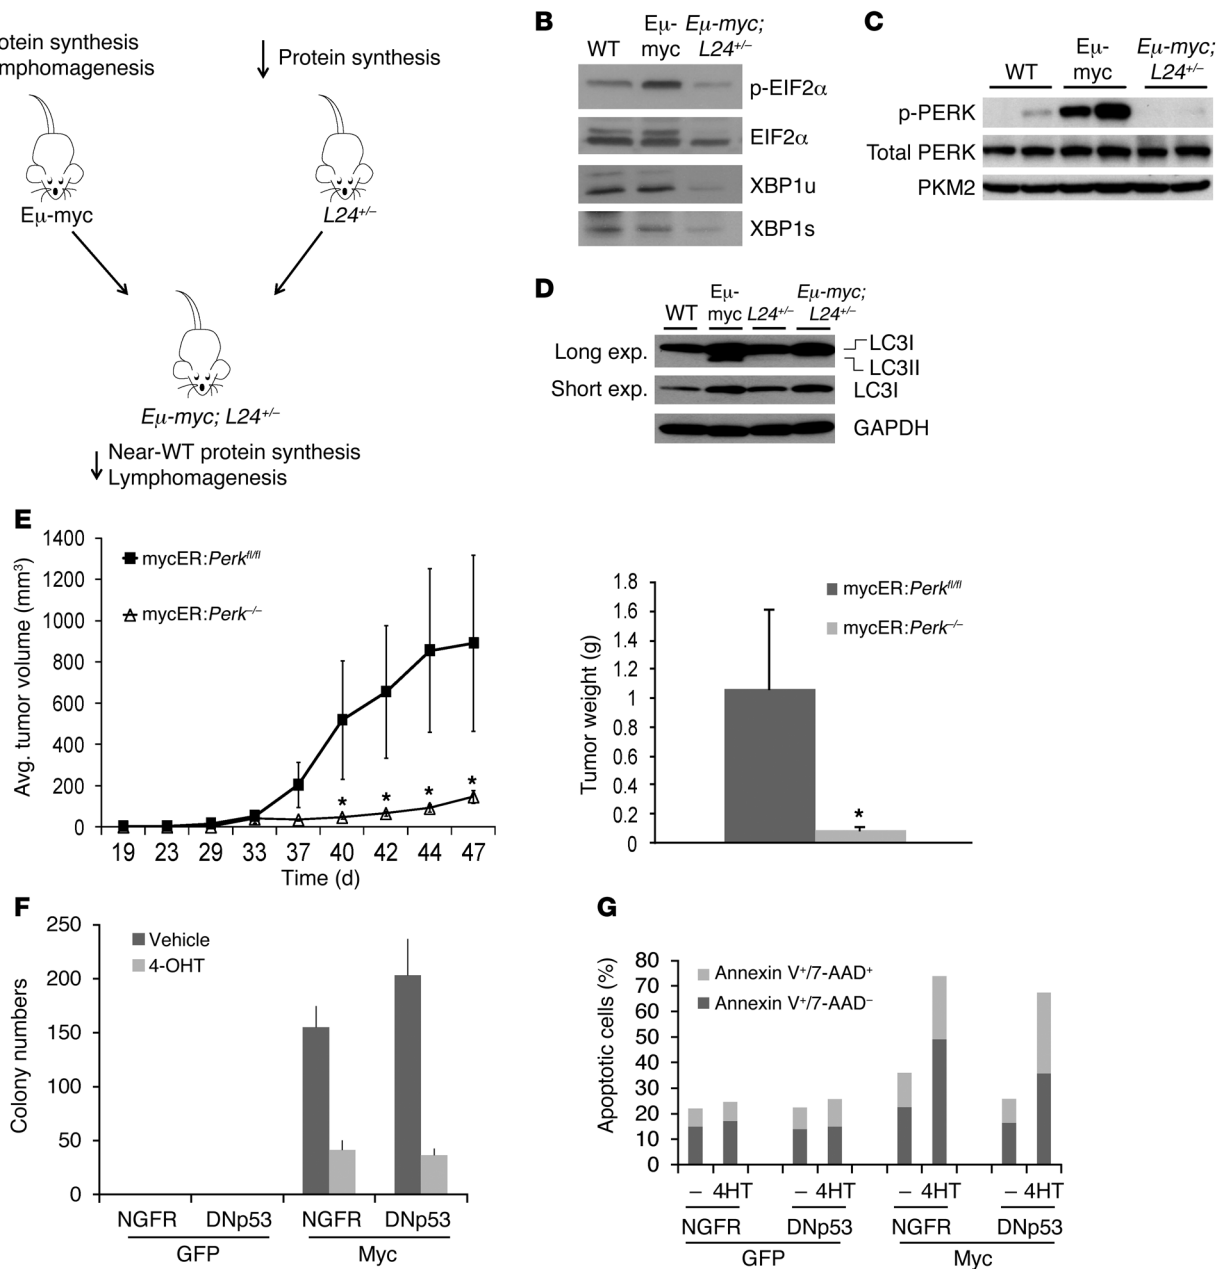 otein synthesis
mphomagenesis
Protein synthesis
Eμ-myc
L24+/–
Eμ-myc; L24+/–
Near-WT protein synthesis
Lymphomagenesis
B
WT
Eμ-
myc
Eμ-myc;
L24+/–
p-EIF2α
EIF2α
XBP1u
XBP1s
C
WT
Eμ-
myc
Eμ-myc;
L24+/–
p-PERK
Total PERK
PKM2
D
WT
Eμ-
myc
L24+/–
Eμ-myc;
L24+/–
Long exp.
LC3I
LC3II
Short exp.
LC3I
GAPDH
E
Avg. tumor volume (mm³)
1400
1200
1000
800
600
400
200
0
mycER:Perkfl/fl
mycER:Perk–/–
* * * *
19 23 29 33 37 40 42 44 47
Time (d)
Tumor weight (g)
1.8
1.6
1.4
1.2
1
0.8
0.6
0.4
0.2
0
mycER:Perkfl/fl
mycER:Perk–/–
*
F
Colony numbers
250
200
150
100
50
0
Vehicle
4-OHT
NGFR DNp53 NGFR DNp53
GFP Myc
G
Apoptotic cells (%)
80
70
60
50
40
30
20
10
0
Annexin V+/7-AAD+
Annexin V+/7-AAD–
– 4HT – 4HT – 4HT – 4HT
NGFR DNp53 NGFR DNp53
GFP Myc